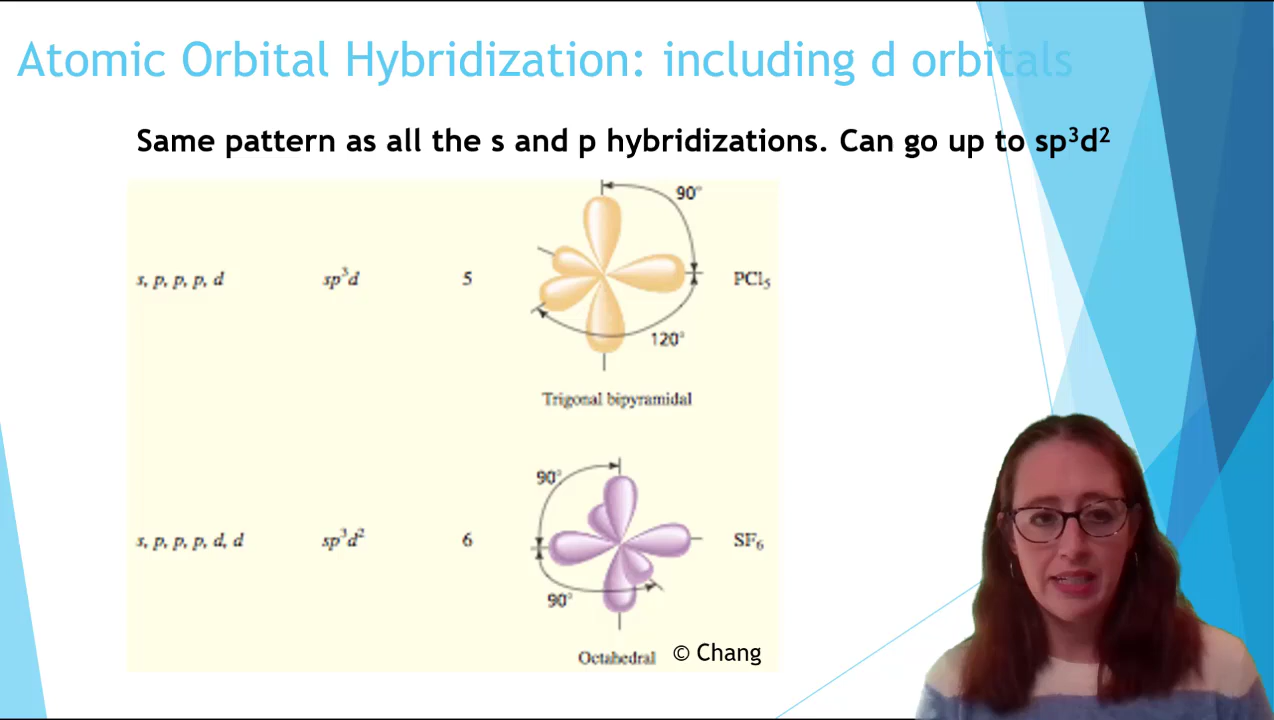 Atomic Orbital Hybridization: including d orbitals
Same pattern as all the s and p hybridizations. Can go up to sp³d²
90°
s, p, p, p, d sp³d 5 PCl₅
120°
Trigonal bipyramidal
90°
s, p, p, p, d, d sp³d² 6 SF₆
90°
Octahedral © Chang